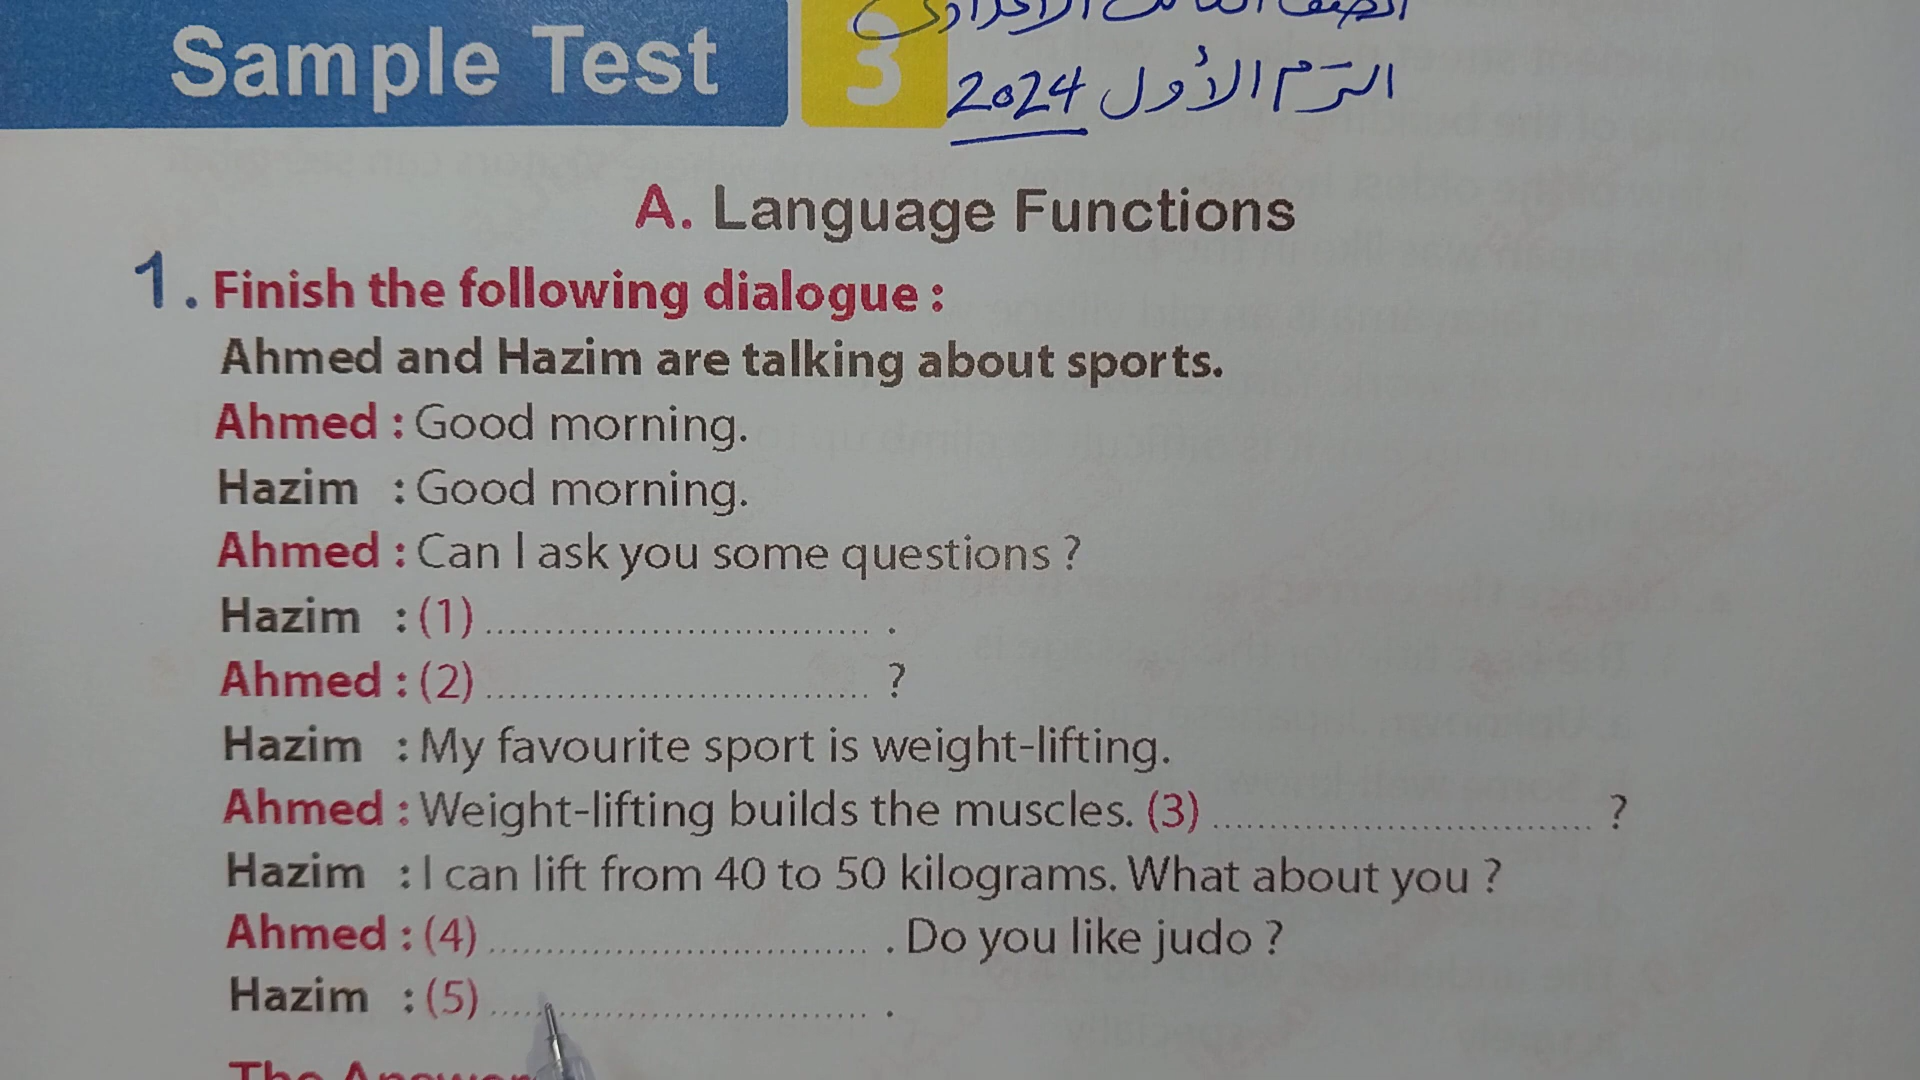 Sample Test 3
الترم الأول 2024
A. Language Functions
1. Finish the following dialogue :
Ahmed and Hazim are talking about sports.
Ahmed : Good morning.
Hazim : Good morning.
Ahmed : Can I ask you some questions ?
Hazim : (1) ................................ .
Ahmed : (2) ................................ ?
Hazim : My favourite sport is weight-lifting.
Ahmed : Weight-lifting builds the muscles. (3) ................................ ?
Hazim : I can lift from 40 to 50 kilograms. What about you ?
Ahmed : (4) ................................ . Do you like judo ?
Hazim : (5) ................................ .